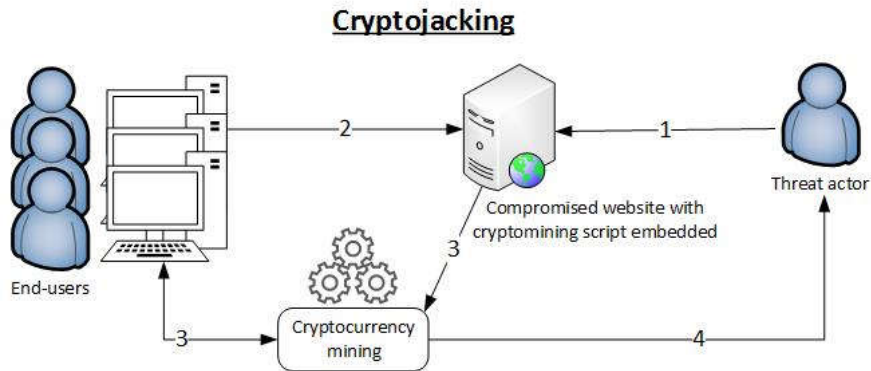 Cryptojacking
2
1
Threat actor
Compromised website with
cryptomining script embedded
3
End-users
Cryptocurrency
mining
3
4